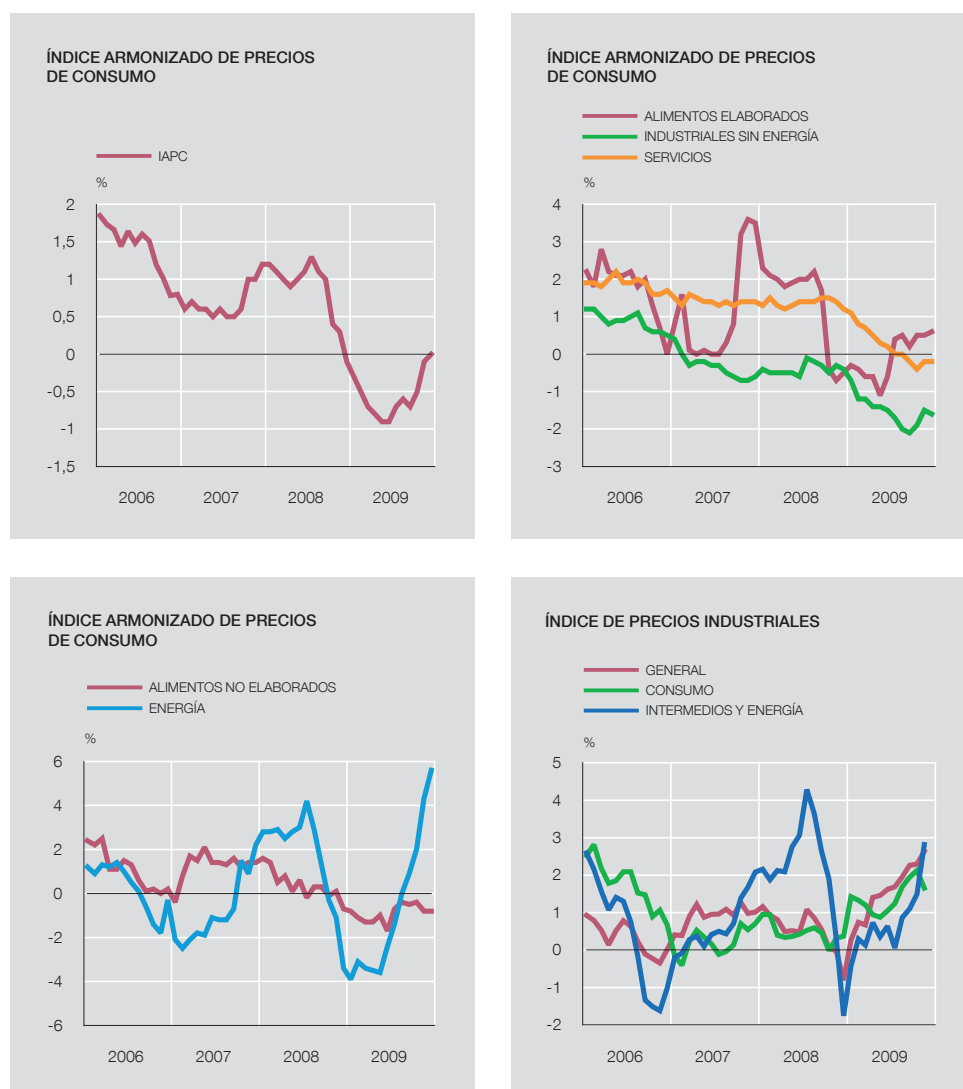 ÍNDICE ARMONIZADO DE PRECIOS
DE CONSUMO
IAPC
%
2
1,5
1
0,5
0
-0,5
-1
-1,5
2006 2007 2008 2009
ÍNDICE ARMONIZADO DE PRECIOS
DE CONSUMO
ALIMENTOS ELABORADOS
INDUSTRIALES SIN ENERGÍA
SERVICIOS
%
4
3
2
1
0
-1
-2
-3
2006 2007 2008 2009
ÍNDICE ARMONIZADO DE PRECIOS
DE CONSUMO
ALIMENTOS NO ELABORADOS
ENERGÍA
%
6
4
2
0
-2
-4
-6
2006 2007 2008 2009
ÍNDICE DE PRECIOS INDUSTRIALES
GENERAL
CONSUMO
INTERMEDIOS Y ENERGÍA
%
5
4
3
2
1
0
-1
-2
2006 2007 2008 2009